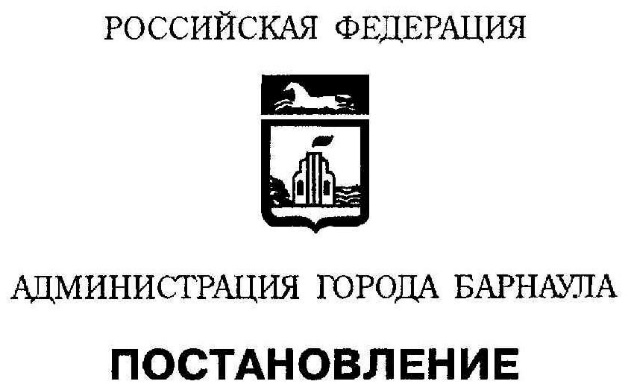 РОССИЙСКАЯ ФЕДЕРАЦИЯ
АДМИНИСТРАЦИЯ ГОРОДА БАРНАУЛА
ПОСТАНОВЛЕНИЕ